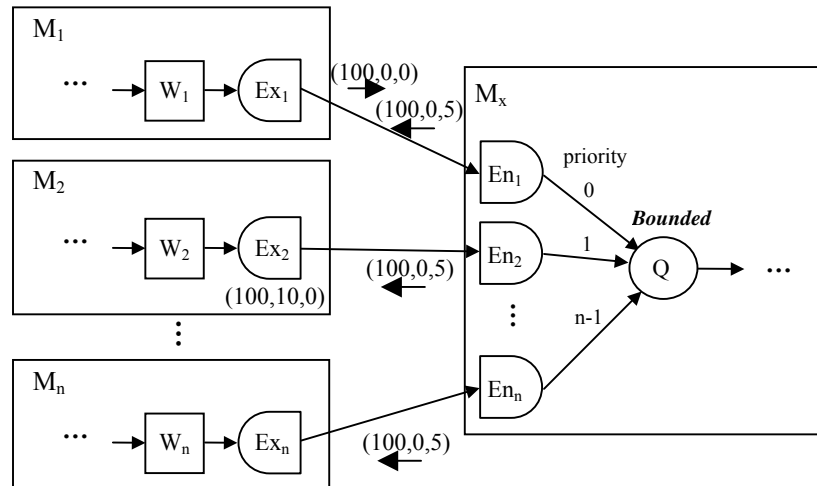 M1
... W1 Ex1
(100,0,0)
(100,0,5)
Mx
En1
priority
0
M2
... W2 Ex2
(100,10,0)
(100,0,5)
En2
1
Bounded
Q
...
⋮
⋮
n-1
Mn
... Wn Exn
(100,0,5)
Enn